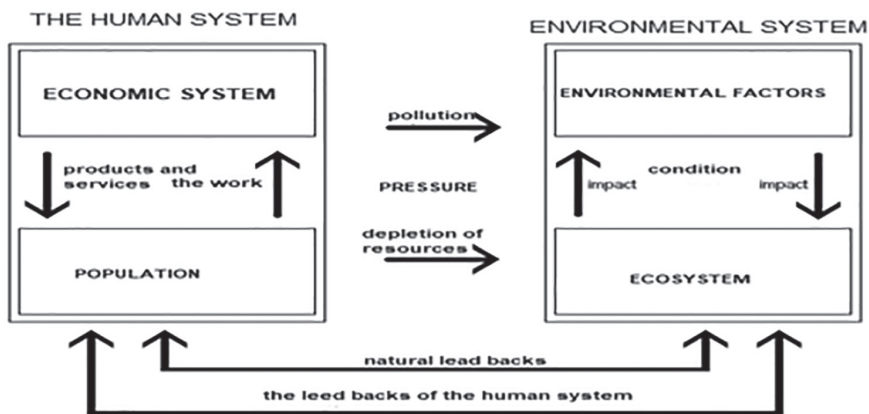 THE HUMAN SYSTEM
ENVIRONMENTAL SYSTEM
ECONOMIC SYSTEM
products and
services the work
POPULATION
pollution
PRESSURE
depletion of
resources
ENVIRONMENTAL FACTORS
condition
impact impact
ECOSYSTEM
natural lead backs
the leed backs of the human system